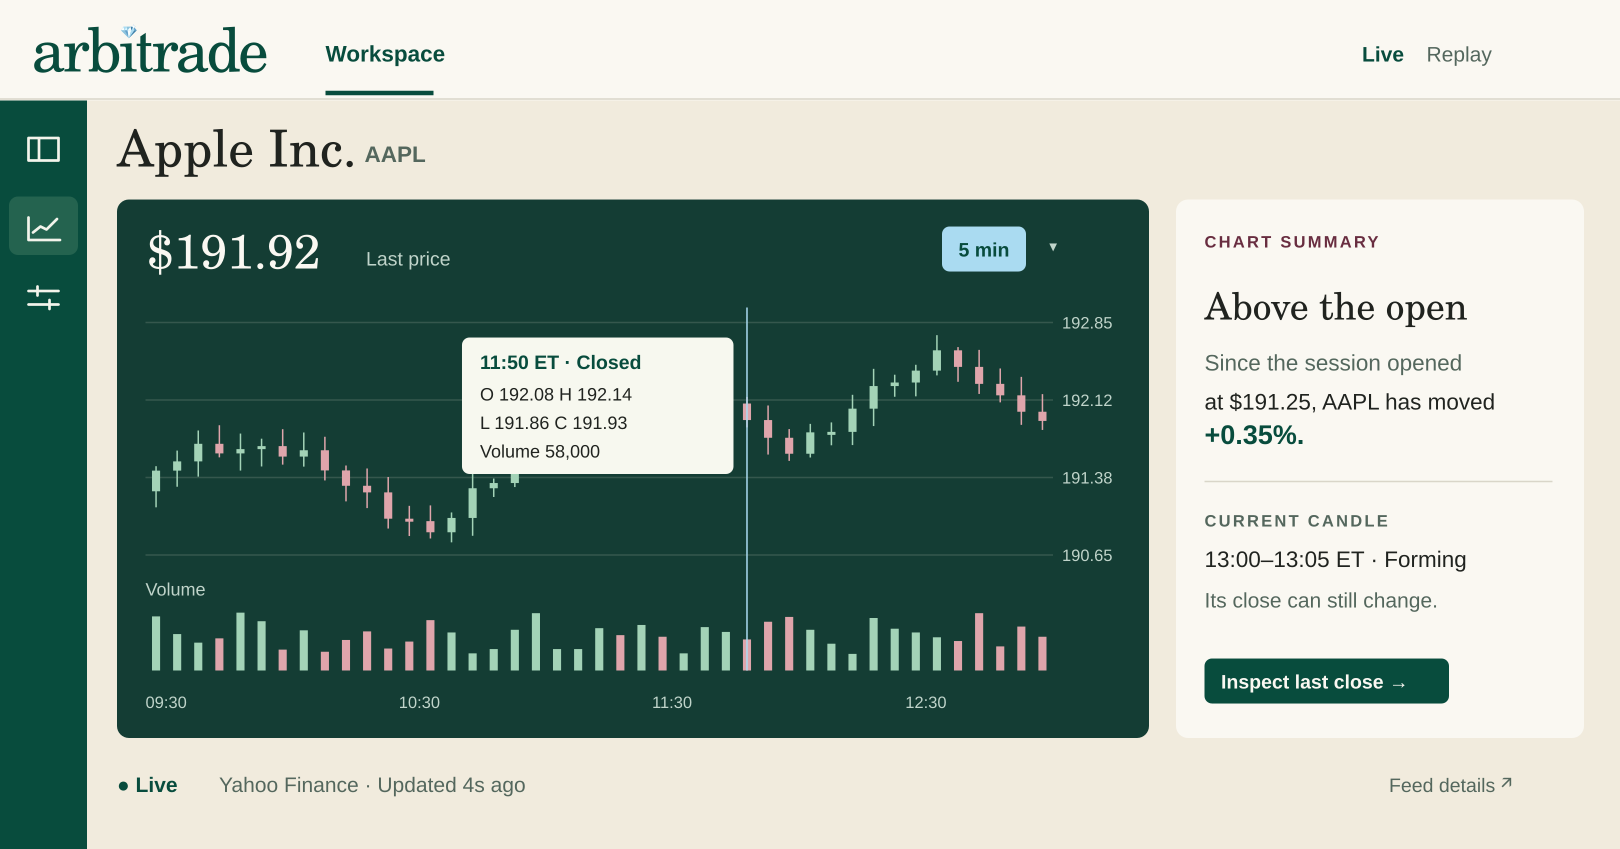 arbitrade
Workspace
Live
Replay
Apple Inc. AAPL
$191.92
Last price
5 min ▼
192.85
192.12
191.38
190.65
11:50 ET · Closed
O 192.08 H 192.14
L 191.86 C 191.93
Volume 58,000
Volume
09:30
10:30
11:30
12:30
CHART SUMMARY
Above the open
Since the session opened
at $191.25, AAPL has moved
+0.35%.
CURRENT CANDLE
13:00–13:05 ET · Forming
Its close can still change.
Inspect last close →
● Live
Yahoo Finance · Updated 4s ago
Feed details ↗